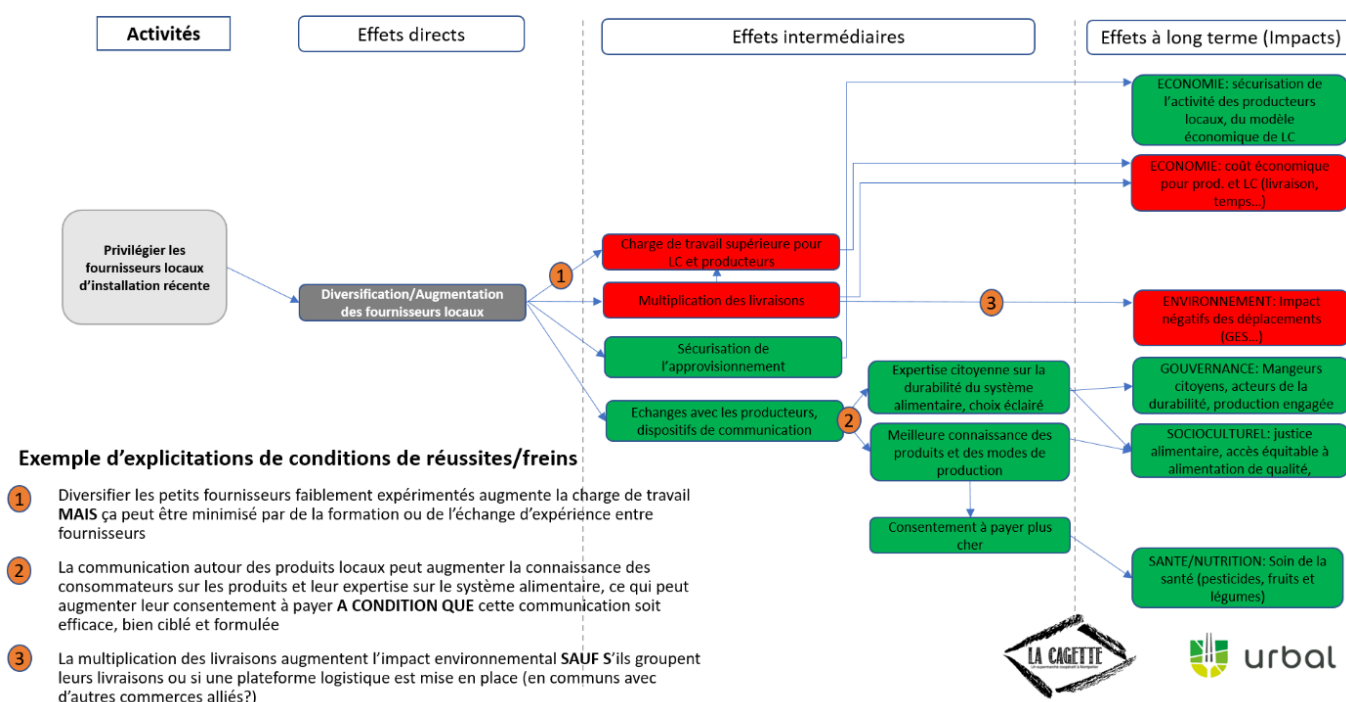 Activités
Effets directs
Effets intermédiaires
Effets à long terme (Impacts)
ECONOMIE: sécurisation de
l'activité des producteurs
locaux, du modèle
économique de LC
ECONOMIE: coût économique
pour prod. et LC (livraison,
temps...)
Privilégier les
fournisseurs locaux
d'installation récente
Charge de travail supérieure pour
LC et producteurs
1
Diversification/Augmentation
des fournisseurs locaux
Multiplication des livraisons
3
ENVIRONNEMENT: impact
négatifs des déplacements
(GES...)
Sécurisation de
l'approvisionnement
Expertise citoyenne sur la
durabilité du système
alimentaire, choix éclairé
GOUVERNANCE: Mangeurs
citoyens, acteurs de la
durabilité, production engagée
Echanges avec les producteurs,
dispositifs de communication
2
Meilleure connaissance des
produits et des modes de
production
SOCIOCULTUREL: justice
alimentaire, accès équitable à
alimentation de qualité,
Consentement à payer plus
cher
SANTE/NUTRITION: Soin de la
santé (pesticides, fruits et
légumes)
Exemple d'explicitations de conditions de réussites/freins
1
Diversifier les petits fournisseurs faiblement expérimentés augmente la charge de travail
MAIS ça peut être minimisé par de la formation ou de l'échange d'expérience entre
fournisseurs
2
La communication autour des produits locaux peut augmenter la connaissance des
consommateurs sur les produits et leur expertise sur le système alimentaire, ce qui peut
augmenter leur consentement à payer A CONDITION QUE cette communication soit
efficace, bien ciblé et formulée
3
La multiplication des livraisons augmentent l'impact environnemental SAUF S'ils groupent
leurs livraisons ou si une plateforme logistique est mise en place (en communs avec
d'autres commerces alliés?)
LA CAGETTE
urbal